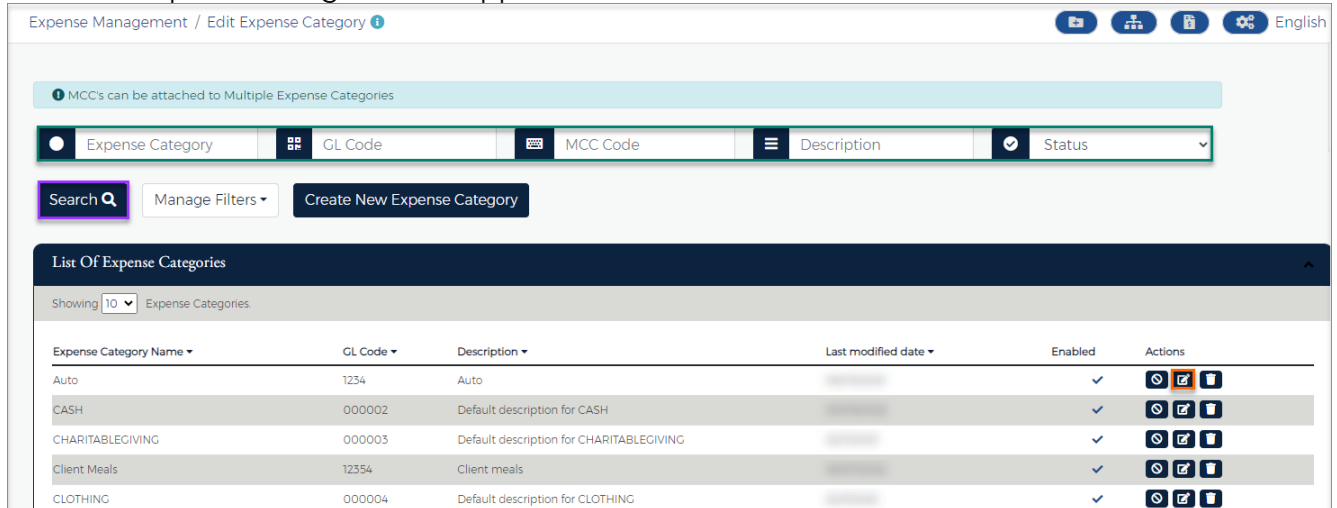 Expense Management / Edit Expense Category
English
MCC's can be attached to Multiple Expense Categories
Expense Category GL Code MCC Code Description Status
Search Manage Filters Create New Expense Category
List Of Expense Categories
Showing 10 Expense Categories.
Expense Category Name GL Code Description Last modified date Enabled Actions
Auto 1234 Auto
CASH 000002 Default description for CASH
CHARITABLEGIVING 000003 Default description for CHARITABLEGIVING
Client Meals 12354 Client meals
CLOTHING 000004 Default description for CLOTHING